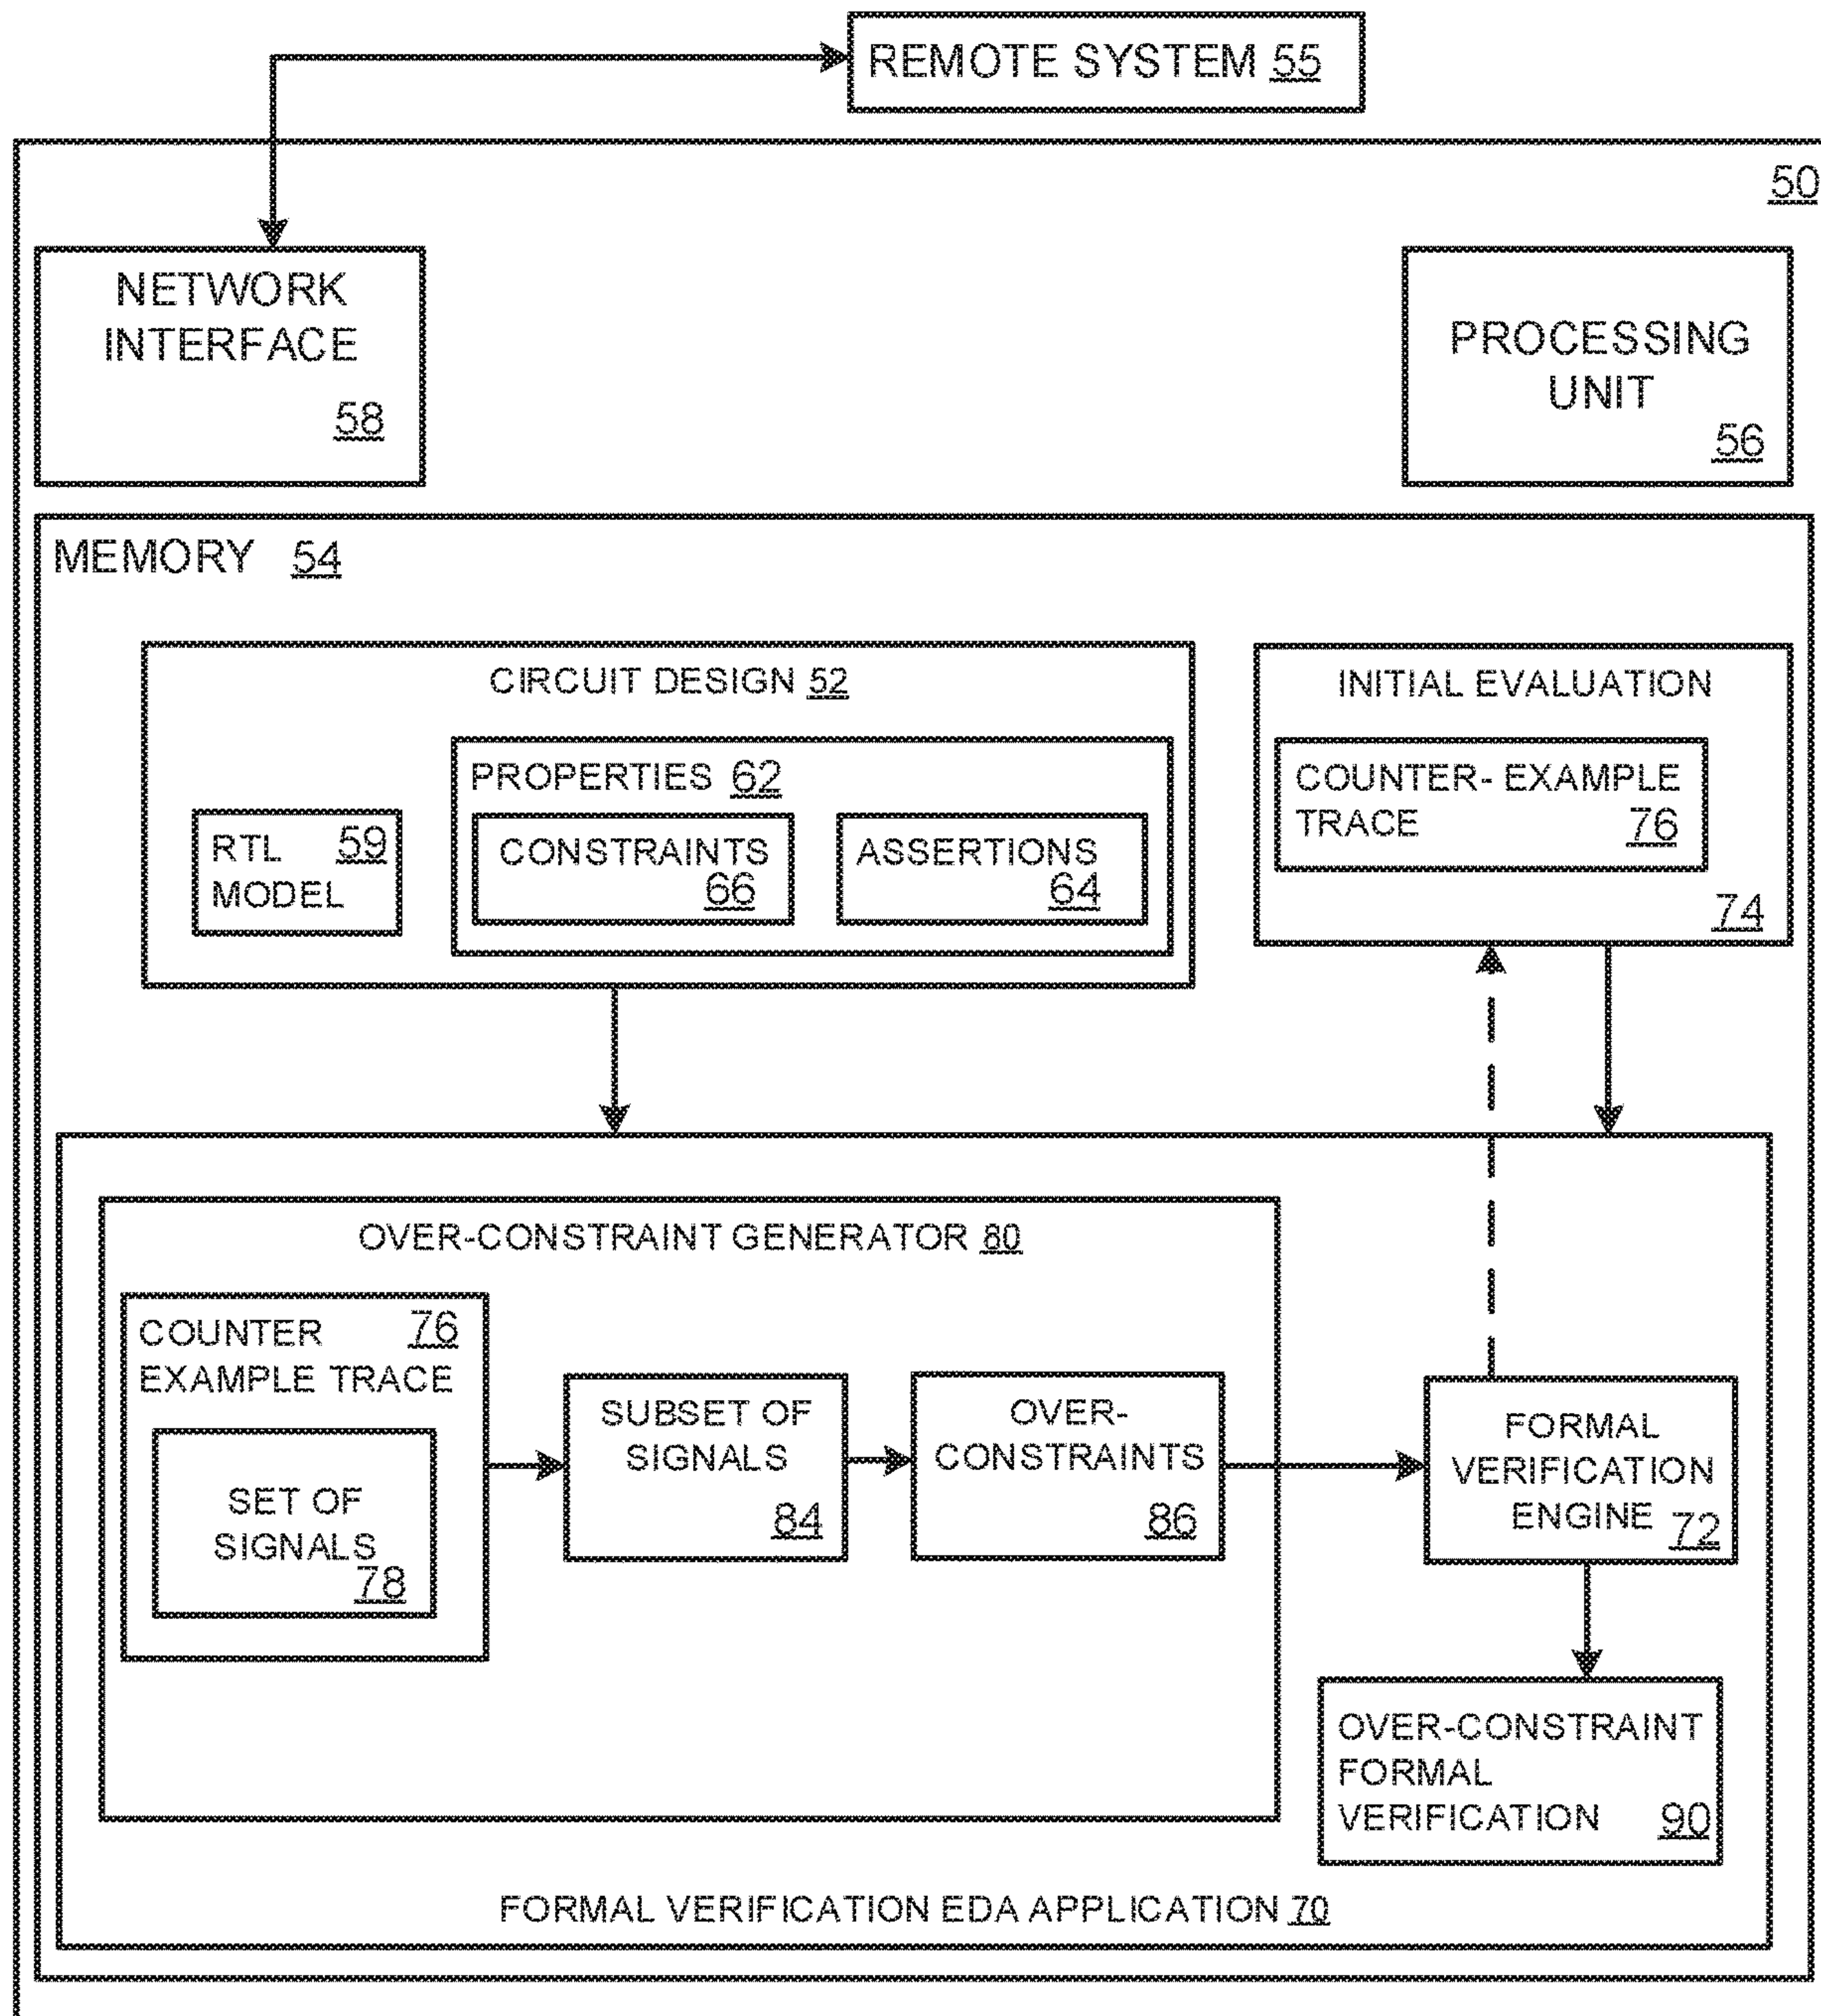 REMOTE SYSTEM 55
50
NETWORK
INTERFACE
58
PROCESSING
UNIT
56
MEMORY 54
CIRCUIT DESIGN 52
PROPERTIES 62
RTL 59
MODEL
CONSTRAINTS
66
ASSERTIONS
64
INITIAL EVALUATION
COUNTER- EXAMPLE
TRACE 76
74
OVER-CONSTRAINT GENERATOR 80
COUNTER 76
EXAMPLE TRACE
SET OF
SIGNALS
78
SUBSET OF
SIGNALS
84
OVER-
CONSTRAINTS
86
FORMAL
VERIFICATION
ENGINE 72
OVER-CONSTRAINT
FORMAL
VERIFICATION 90
FORMAL VERIFICATION EDA APPLICATION 70